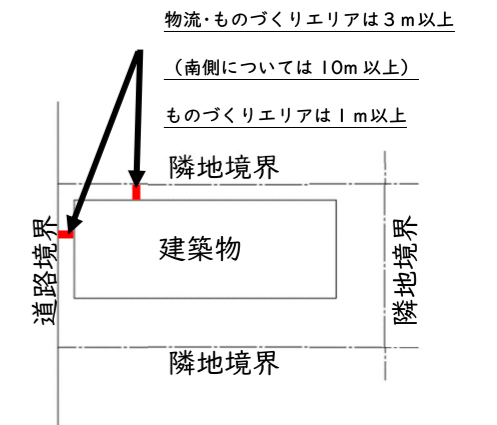 物流・ものづくりエリアは３ｍ以上
（南側については10m以上）
ものづくりエリアは１ｍ以上
隣地境界
道路境界
建築物
隣地境界
隣地境界